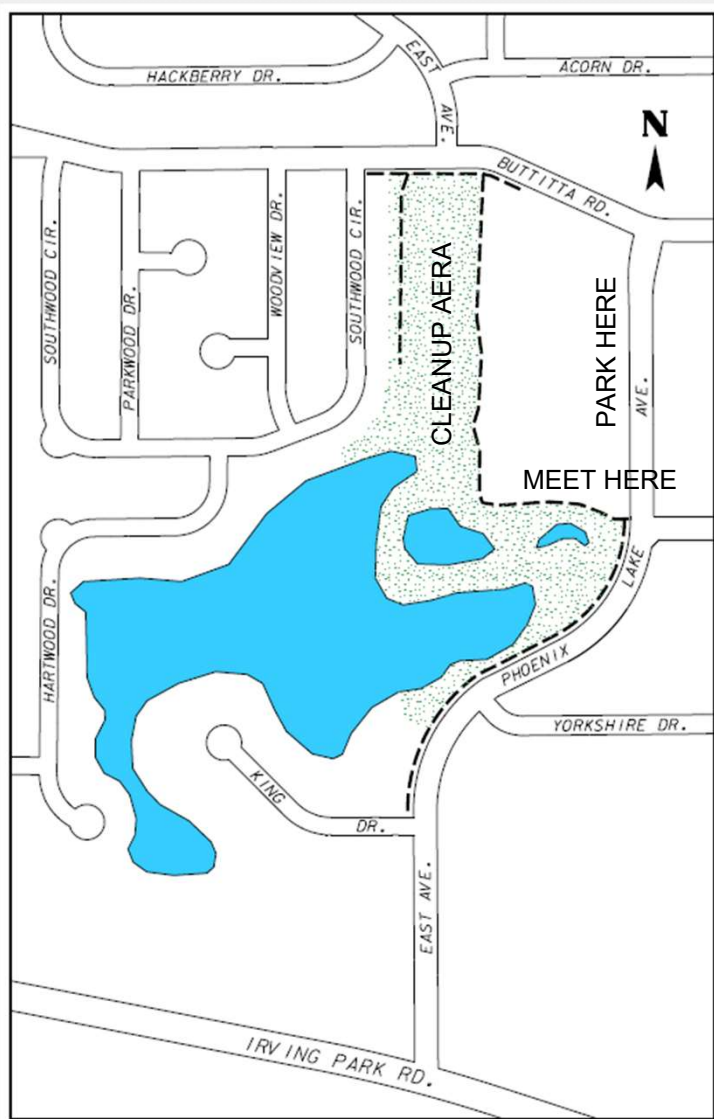 HACKBERRY DR.
EAST
AVE.
ACORN DR.
N
BUTTITTA RD.
SOUTHWOOD CIR.
PARKWOOD DR.
WOODVIEW DR.
SOUTHWOOD CIR.
CLEANUP AERA
PARK HERE
AVE.
MEET HERE
LAKE
PHOENIX
HARTWOOD DR.
YORKSHIRE DR.
KING
DR.
EAST AVE.
IRVING PARK RD.